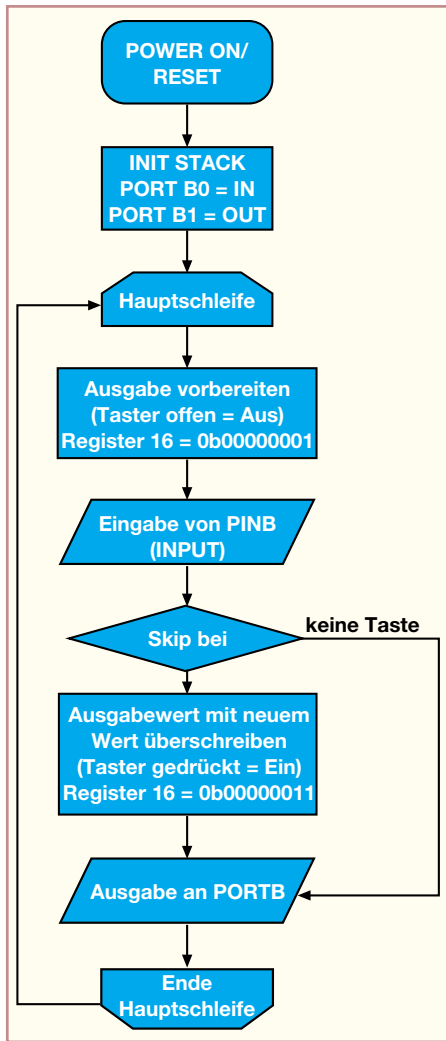 POWER ON/
RESET
INIT STACK
PORT B0 = IN
PORT B1 = OUT
Hauptschleife
Ausgabe vorbereiten
(Taster offen = Aus)
Register 16 = 0b00000001
Eingabe von PINB
(INPUT)
Skip bei
keine Taste
Ausgabewert mit neuem
Wert überschreiben
(Taster gedrückt = Ein)
Register 16 = 0b00000011
Ausgabe an PORTB
Ende
Hauptschleife